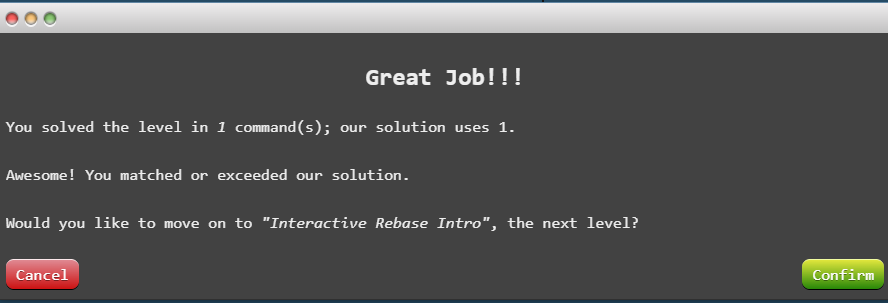 Great Job!!!
You solved the level in 1 command(s); our solution uses 1.
Awesome! You matched or exceeded our solution.
Would you like to move on to "Interactive Rebase Intro", the next level?
Cancel
Confirm